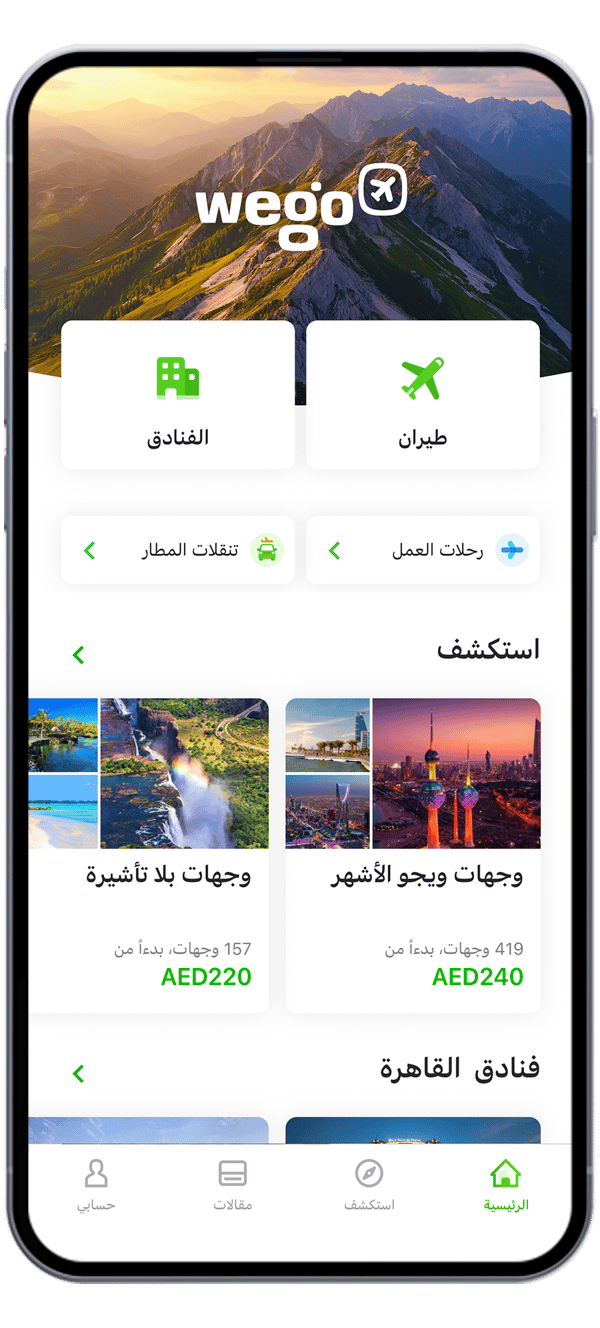 wego
طيران
الفنادق
رحلات العمل
تنقلات المطار
استكشف
وجهات ويجو الأشهر
419 وجهات، بدءاً من
AED240
وجهات بلا تأشيرة
157 وجهات، بدءاً من
AED220
فنادق القاهرة
الرئيسية
استكشف
مقالات
حسابي